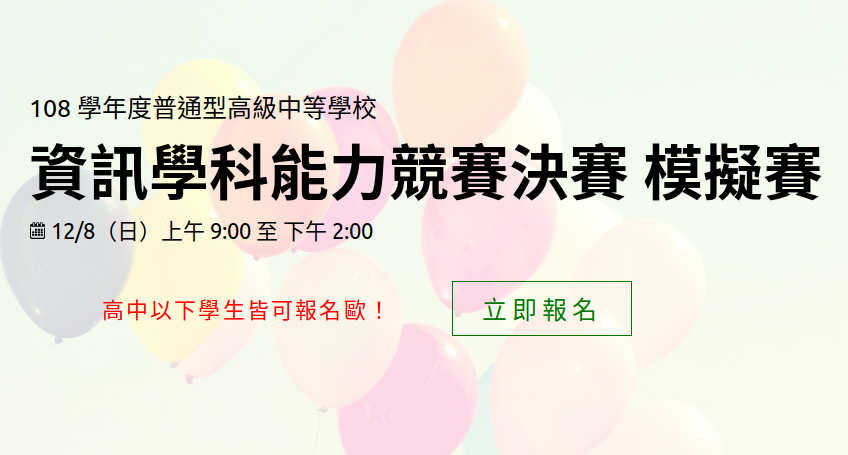 108 學年度普通型高級中等學校
資訊學科能力競賽決賽 模擬賽
12/8（日）上午 9:00 至 下午 2:00
高中以下學生皆可報名歐！
立即報名